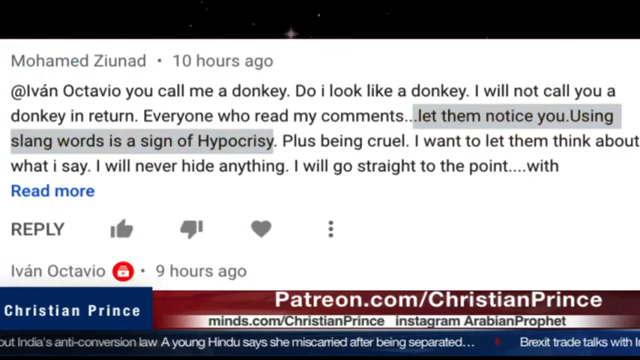 Mohamed Ziunad • 10 hours ago
@Iván Octavio you call me a donkey. Do i look like a donkey. I will not call you a
donkey in return. Everyone who read my comments...let them notice you.Using
slang words is a sign of Hypocrisy. Plus being cruel. I want to let them think about
what i say. I will never hide anything. I will go straight to the point....with
Read more
REPLY
Iván Octavio • 9 hours ago
Christian Prince
Patreon.com/ChristianPrince
minds.com/ChristianPrince instagram ArabianProphet
out India's anti-conversion law A young Hindu says she miscarried after being separated... Brexit trade talks with